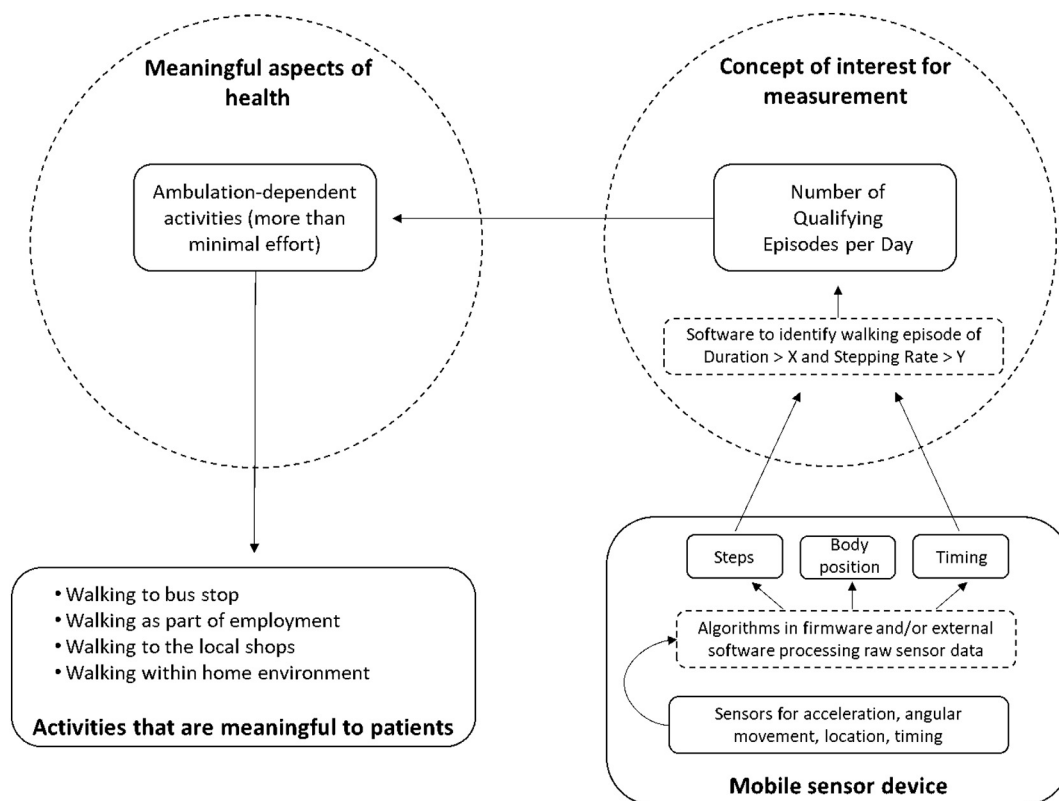 Meaningful aspects of
health
Ambulation-dependent
activities (more than
minimal effort)
• Walking to bus stop
• Walking as part of employment
• Walking to the local shops
• Walking within home environment
Activities that are meaningful to patients
Concept of interest for
measurement
Number of
Qualifying
Episodes per Day
Software to identify walking episode of
Duration > X and Stepping Rate > Y
Steps
Body
position
Timing
Algorithms in firmware and/or external
software processing raw sensor data
Sensors for acceleration, angular
movement, location, timing
Mobile sensor device